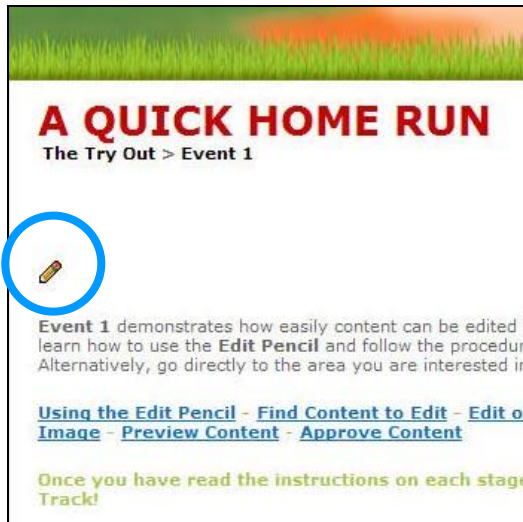 A QUICK HOME RUN
The Try Out > Event 1
Event 1 demonstrates how easily content can be edited
learn how to use the Edit Pencil and follow the
Alternatively, go directly to the area you are interested
Using the Edit Pencil - Find Content to Edit - Edit
Image - Preview Content - Approve Content
Once you have read the instructions on each
Track!